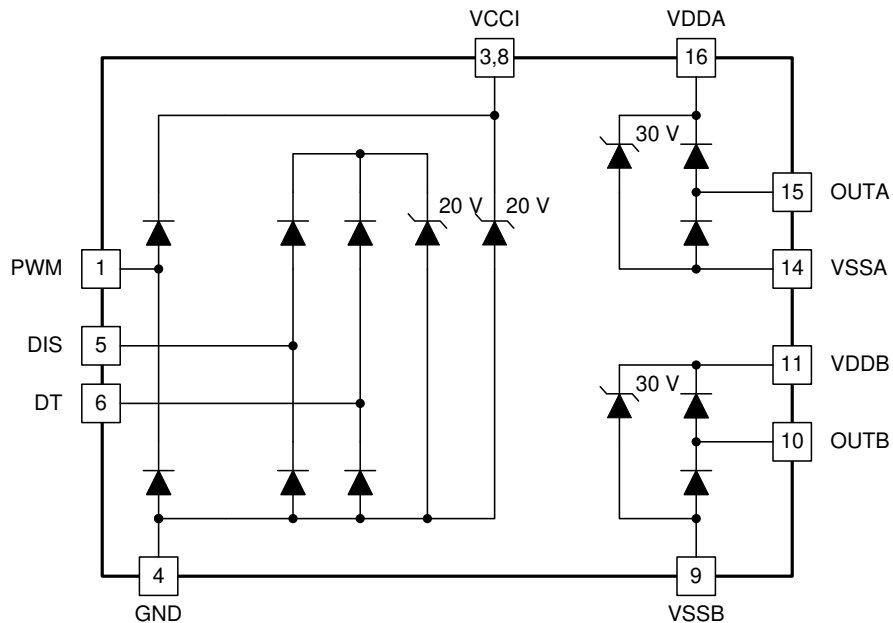 VCCI VDDA
3,8 16
30 V
15 OUTA
20 V 20 V
PWM 1 14 VSSA
DIS 5
11 VDDB
30 V
DT 6
10 OUTB
4 9
GND VSSB